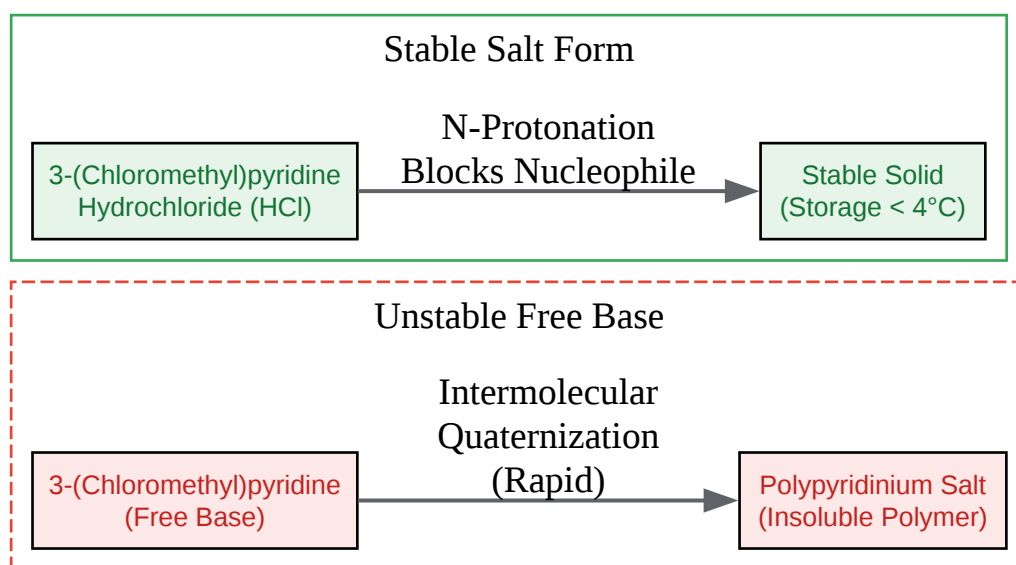 Stable Salt Form
N-Protonation
Blocks Nucleophile
3-(Chloromethyl)pyridine
Hydrochloride (HCl)
Stable Solid
(Storage < 4°C)
Unstable Free Base
Intermolecular
Quaternization
(Rapid)
3-(Chloromethyl)pyridine
(Free Base)
Polypyridinium Salt
(Insoluble Polymer)